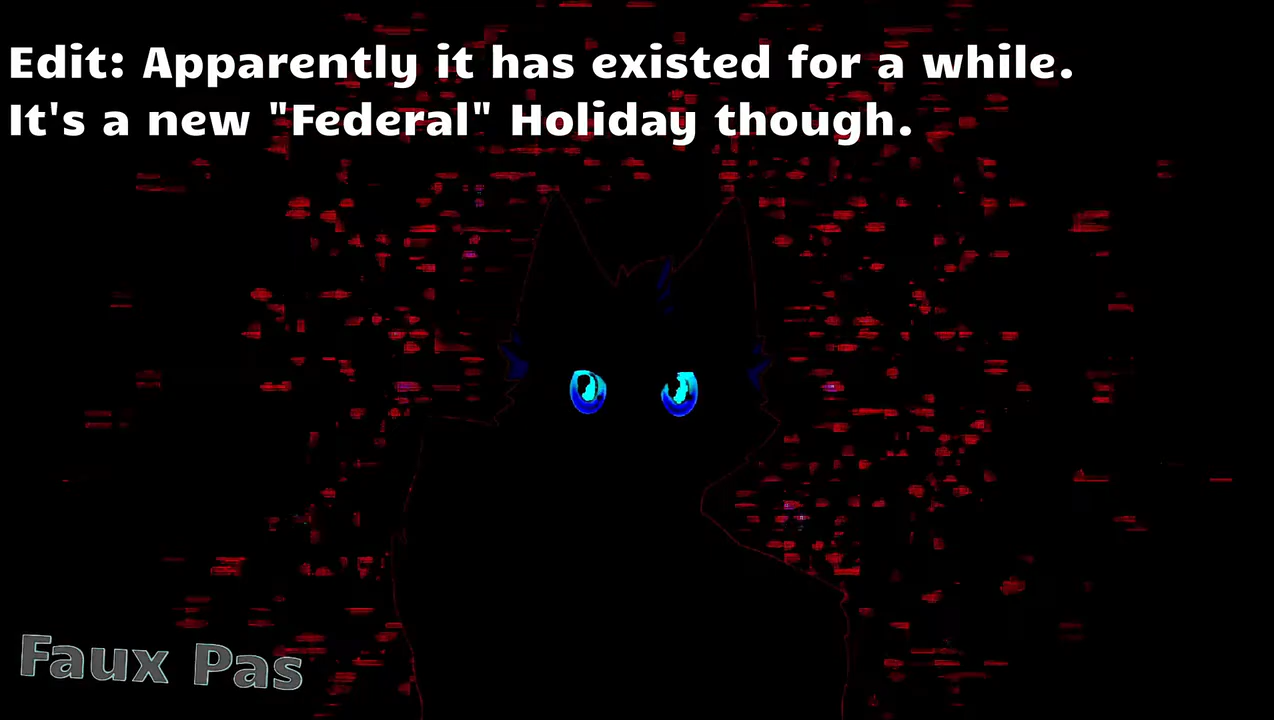 Edit: Apparently it has existed for a while.
It's a new "Federal" Holiday though.
Faux Pas